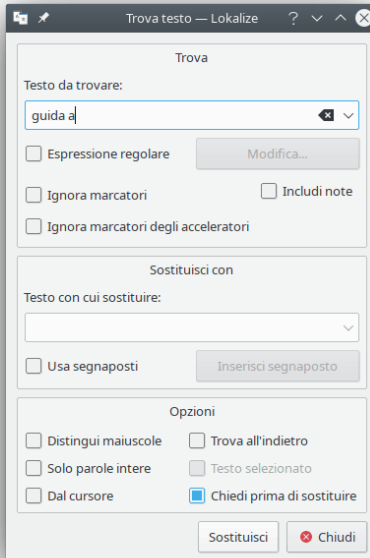 Trova testo — Lokalize
Trova
Testo da trovare:
guida a
Espressione regolare
Modifica...
Ignora marcatori
Includi note
Ignora marcatori degli acceleratori
Sostituisci con
Testo con cui sostituire:
Usa segnaposti
Inserisci segnaposto
Opzioni
Distingui maiuscole
Trova all'indietro
Solo parole intere
Testo selezionato
Dal cursore
Chiedi prima di sostituire
Sostituisci
Chiudi